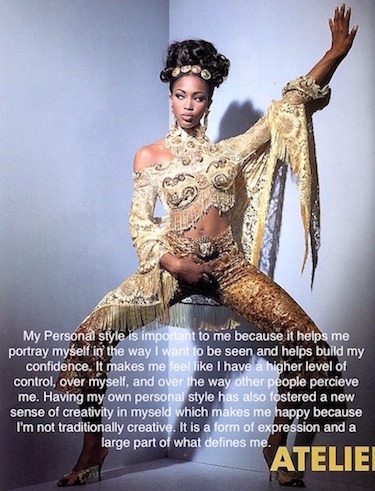 My Personal style is important to me because it helps me
portray myself in the way I want to be seen and helps build my
confidence. It makes me feel like I have a higher level of
control, over myself, and over the way other people percieve
me. Having my own personal style has also fostered a new
sense of creativity in myseld which makes me happy because
I'm not traditionally creative. It is a form of expression and a
large part of what defines me.
ATELIE